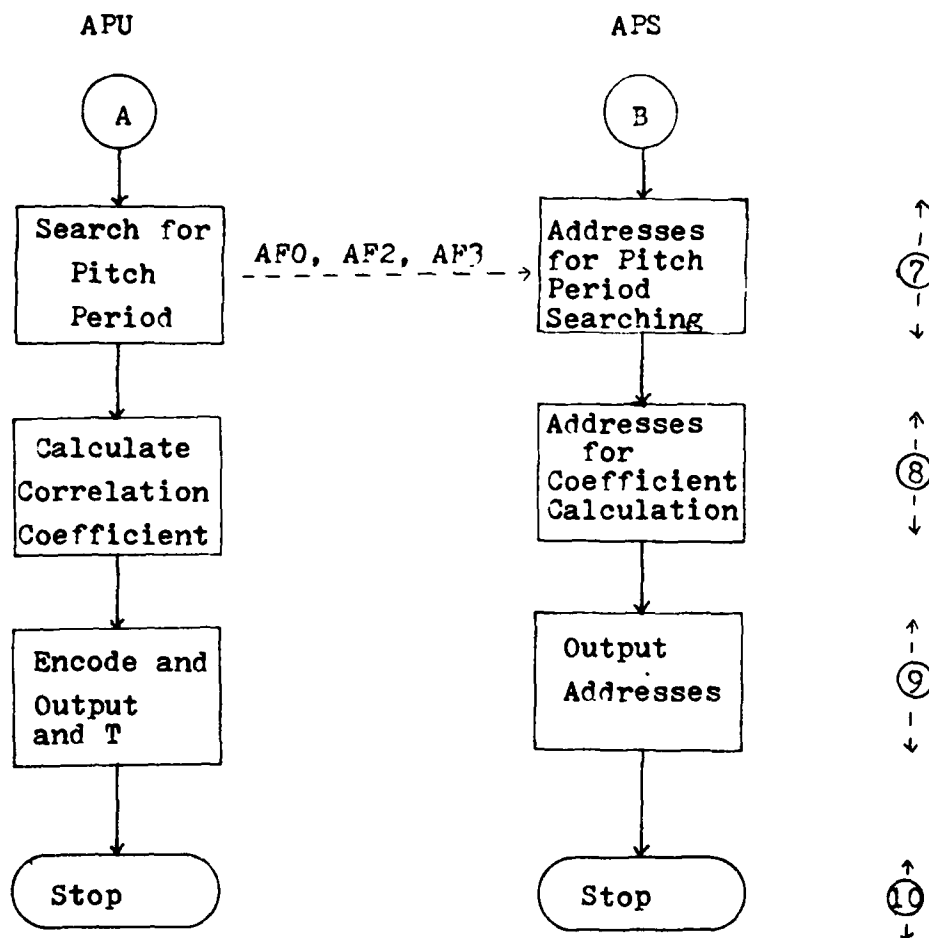 APU
APS
A
B
Search for
Pitch
Period
AF0, AF2, AF3
Addresses
for Pitch
Period
Searching
7
Calculate
Correlation
Coefficient
Addresses
for
Coefficient
Calculation
8
Encode and
Output
and T
Output
Addresses
9
Stop
Stop
10